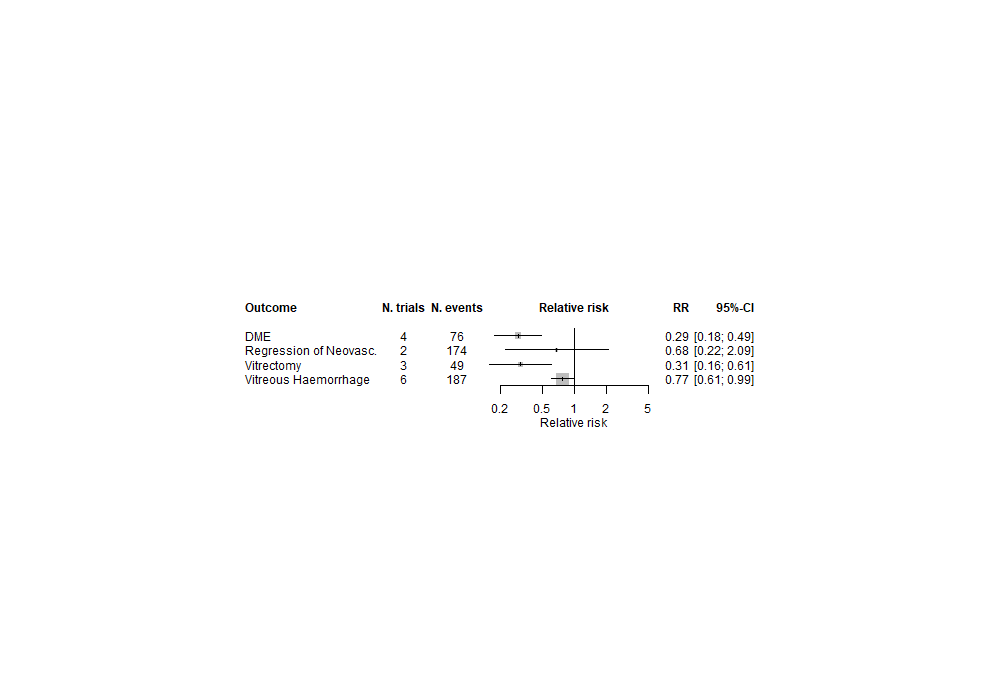 Outcome N. trials N. events Relative risk RR 95%-CI
DME 4 76 0.29 [0.18; 0.49]
Regression of Neovasc. 2 174 0.68 [0.22; 2.09]
Vitrectomy 3 49 0.31 [0.16; 0.61]
Vitreous Haemorrhage 6 187 0.77 [0.61; 0.99]
0.2 0.5 1 2 5
Relative risk